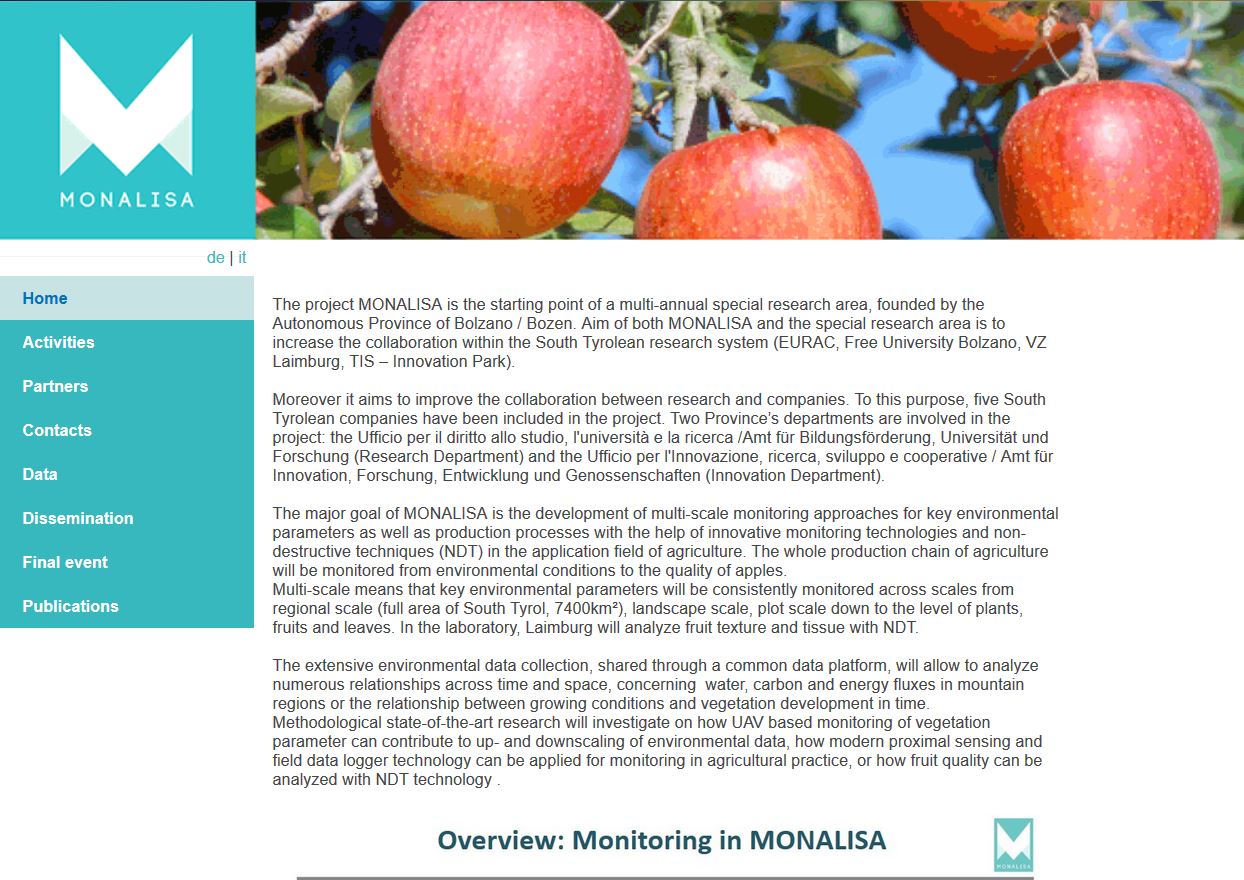 MONALISA
de | it
Home
Activities
Partners
Contacts
Data
Dissemination
Final event
Publications
The project MONALISA is the starting point of a multi-annual special research area, founded by the
Autonomous Province of Bolzano / Bozen. Aim of both MONALISA and the special research area is to
increase the collaboration within the South Tyrolean research system (EURAC, Free University Bolzano, VZ
Laimburg, TIS – Innovation Park).
Moreover it aims to improve the collaboration between research and companies. To this purpose, five South
Tyrolean companies have been included in the project. Two Province’s departments are involved in the
project: the Ufficio per il diritto allo studio, l'università e la ricerca /Amt für Bildungsförderung, Universität und
Forschung (Research Department) and the Ufficio per l'Innovazione, ricerca, sviluppo e cooperative / Amt für
Innovation, Forschung, Entwicklung und Genossenschaften (Innovation Department).
The major goal of MONALISA is the development of multi-scale monitoring approaches for key environmental
parameters as well as production processes with the help of innovative monitoring technologies and non-
destructive techniques (NDT) in the application field of agriculture. The whole production chain of agriculture
will be monitored from environmental conditions to the quality of apples.
Multi-scale means that key environmental parameters will be consistently monitored across scales from
regional scale (full area of South Tyrol, 7400km²), landscape scale, plot scale down to the level of plants,
fruits and leaves. In the laboratory, Laimburg will analyze fruit texture and tissue with NDT.
The extensive environmental data collection, shared through a common data platform, will allow to analyze
numerous relationships across time and space, concerning  water, carbon and energy fluxes in mountain
regions or the relationship between growing conditions and vegetation development in time.
Methodological state-of-the-art research will investigate on how UAV based monitoring of vegetation
parameter can contribute to up- and downscaling of environmental data, how modern proximal sensing and
field data logger technology can be applied for monitoring in agricultural practice, or how fruit quality can be
analyzed with NDT technology .
Overview: Monitoring in MONALISA
MONALISA